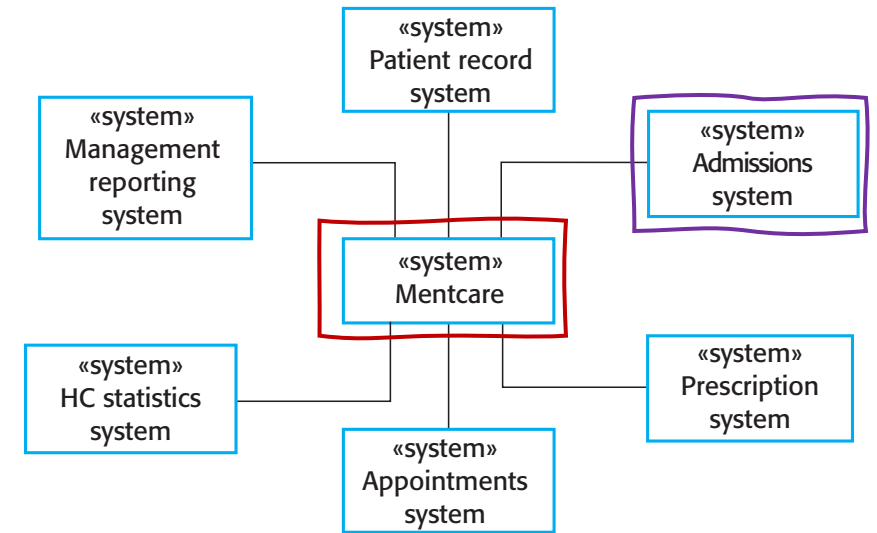 «system»
Patient record
system
«system»
Management
reporting
system
«system»
Admissions
system
«system»
Mentcare
«system»
HC statistics
system
«system»
Prescription
system
«system»
Appointments
system